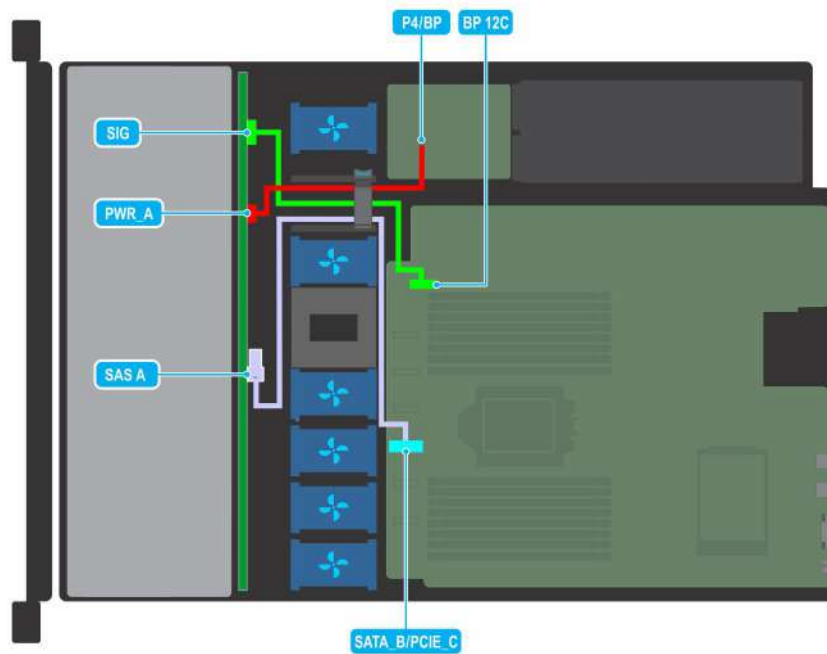 P4/BP
BP 12C
SIG
PWR_A
SAS A
SATA_B/PCIE_C